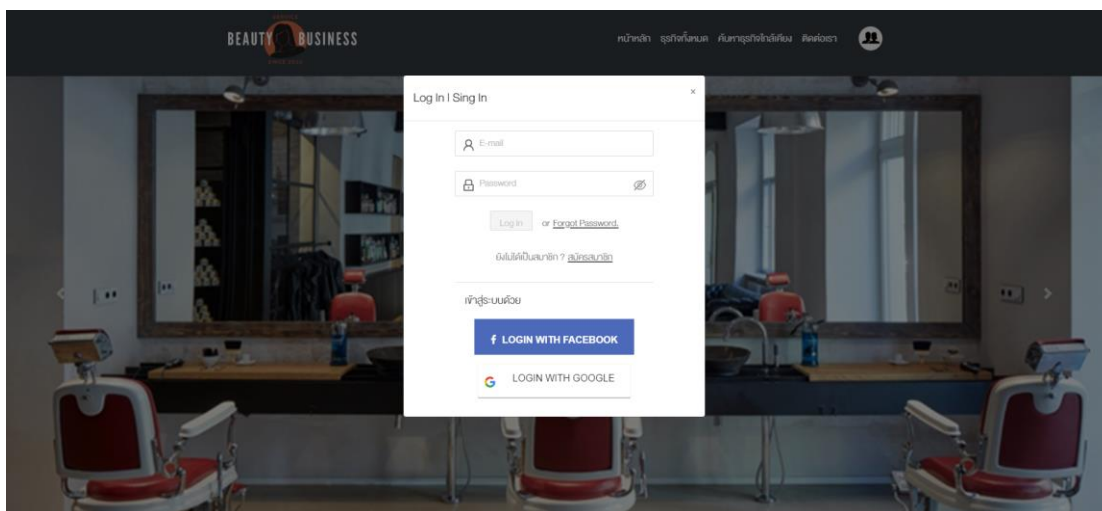 BEAUTY BUSINESS
หน้าหลัก ธุรกิจทั้งหมด ค้นหาธุรกิจใกล้เคียง ติดต่อเรา
Log In | Sing In
×
E-mail
Password
Log In or Forgot Password.
ยังไม่ได้เป็นสมาชิก ? สมัครสมาชิก
เข้าสู่ระบบด้วย
f LOGIN WITH FACEBOOK
G LOGIN WITH GOOGLE